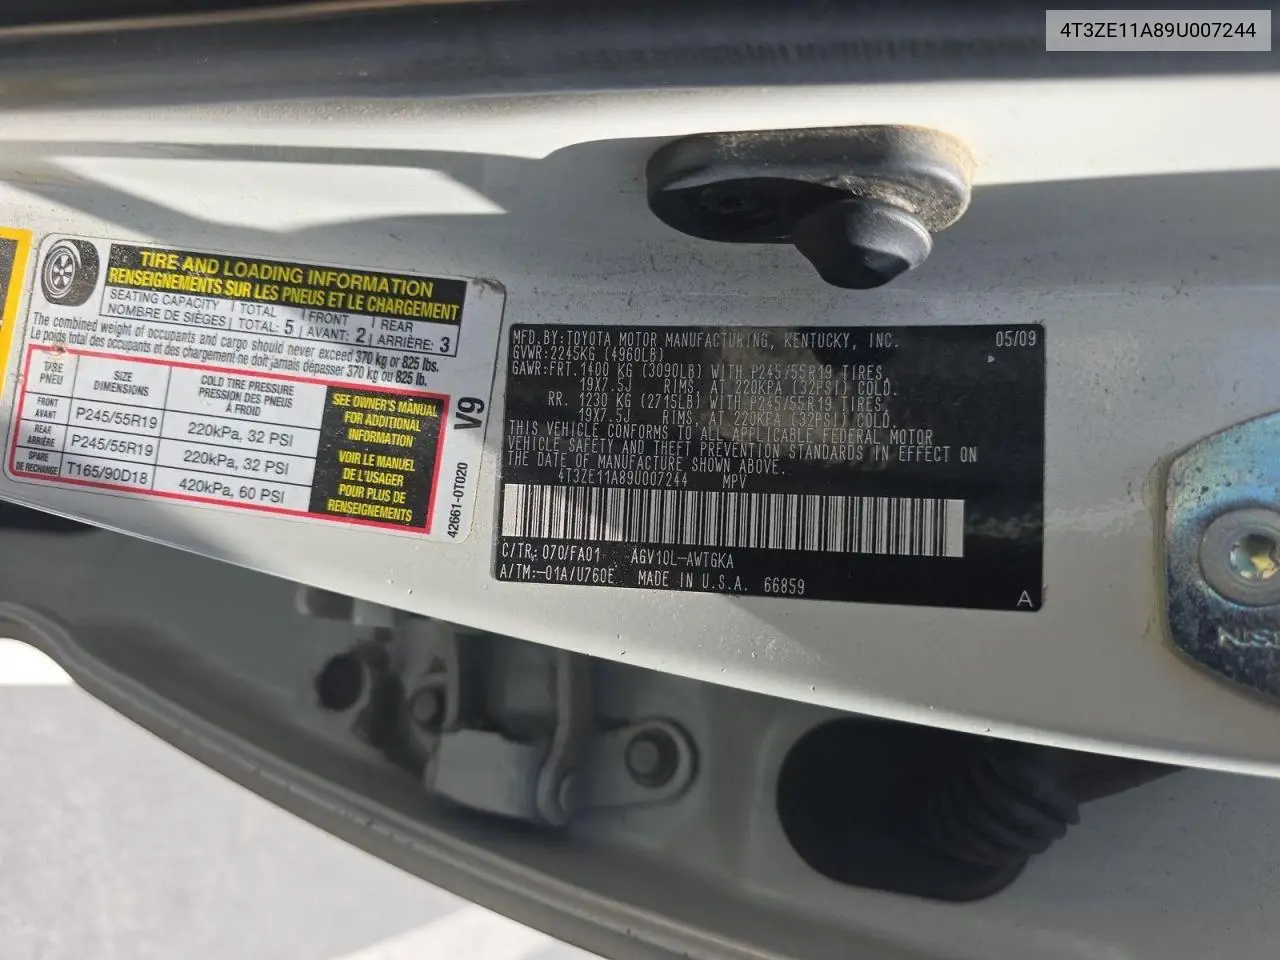 4T3ZE11A89U007244
TIRE AND LOADING INFORMATION
RENSEIGNEMENTS SUR LES PNEUS ET LE CHARGEMENT
SEATING CAPACITY | TOTAL | FRONT | REAR
NOMBRE DE SIÈGES | TOTAL: 5 | AVANT: 2 | ARRIÈRE: 3
The combined weight of occupants and cargo should never exceed 370 kg or 825 lbs.
Le poids total des occupants et des chargement ne doit jamais dépasser 370 kg ou 825 lb.
TIRE PNEU
SIZE DIMENSIONS
COLD TIRE PRESSURE PRESSION DES PNEUS À FROID
FRONT AVANT P245/55R19 220kPa, 32 PSI
REAR ARRIÈRE P245/55R19 220kPa, 32 PSI
SPARE DE RECHANGE T165/90D18 420kPa, 60 PSI
SEE OWNER'S MANUAL
FOR ADDITIONAL
INFORMATION
VOIR LE MANUEL
DE L'USAGER
POUR PLUS DE
RENSEIGNEMENTS
V9
42661-0T020
MFD.BY:TOYOTA MOTOR MANUFACTURING, KENTUCKY, INC. 05/09
GVWR:2245KG (4960LB)
GAWR:FRT.1400 KG (3090LB) WITH P245/55R19 TIRES,
19X7.5J RIMS, AT 220KPA (32PSI) COLD.
RR. 1230 KG (2715LB) WITH P245/55R19 TIRES,
19X7.5J RIMS, AT 220KPA (32PSI) COLD.
THIS VEHICLE CONFORMS TO ALL APPLICABLE FEDERAL MOTOR
VEHICLE SAFETY AND THEFT PREVENTION STANDARDS IN EFFECT ON
THE DATE OF MANUFACTURE SHOWN ABOVE.
4T3ZE11A89U007244 MPV
C/TR: 070/FA01 AGV10L-AWTGKA
A/TM:-01A/U760E MADE IN U.S.A. 66859
A